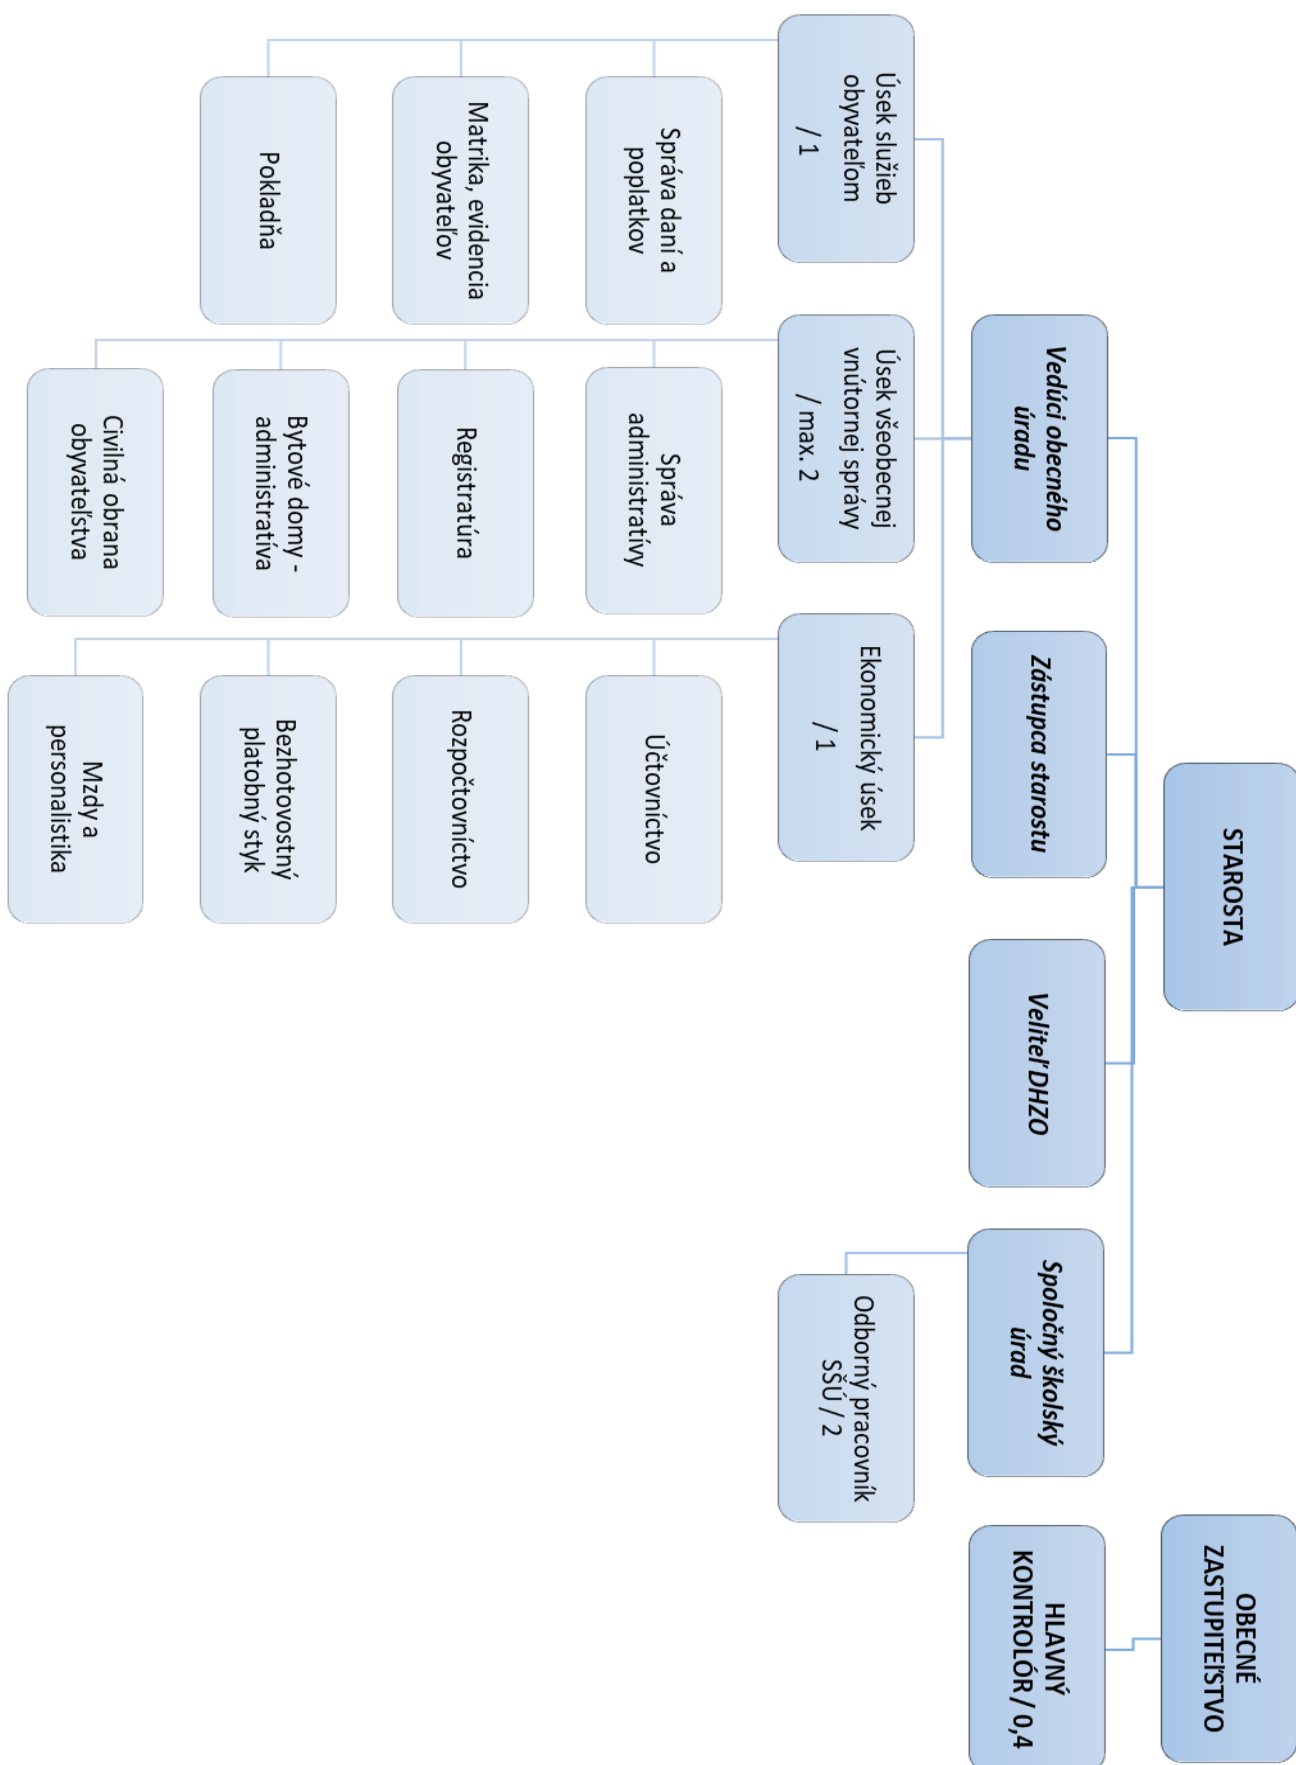 STAROSTA
OBECNÉ
ZASTUPITEĽSTVO
Vedúci obecného
úradu
Zástupca starostu
Veliteľ DHZO
Spoločný školský
úrad
HLAVNÝ
KONTROLÓR / 0,4
Úsek služieb
obyvateľom
/ 1
Úsek všeobecnej
vnútornej správy
/ max. 2
Ekonomický úsek
/ 1
Odborný pracovník
SŠÚ / 2
Správa daní a
poplatkov
Správa
administratívy
Účtovníctvo
Matrika, evidencia
obyvateľov
Registratúra
Rozpočtovníctvo
Pokladňa
Bytové domy -
administratíva
Bezhotovostný
platobný styk
Civilná obrana
obyvateľstva
Mzdy a
personalistika